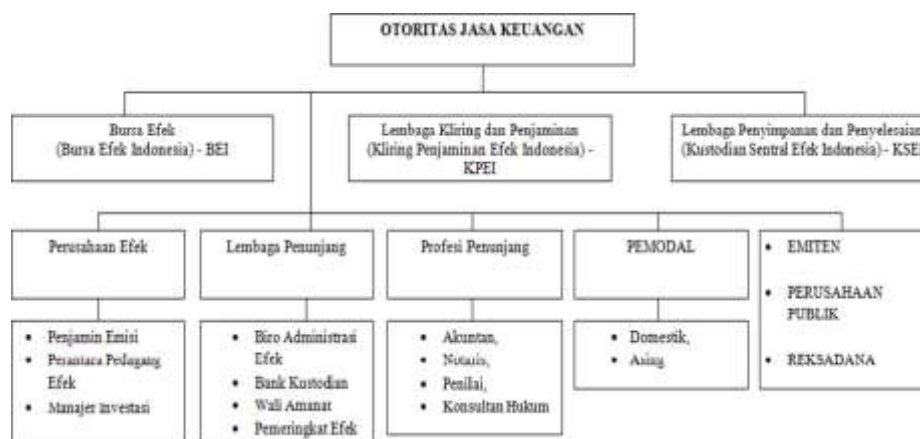 OTORITAS JASA KEUANGAN
Bursa Efek
(Bursa Efek Indonesia) - BEI
Lembaga Kliring dan Penjaminan
(Kliring Penjaminan Efek Indonesia) -
KPEI
Lembaga Penyimpanan dan Penyelesaian
(Kustodian Sentral Efek Indonesia) - KSEI
Perusahaan Efek
Lembaga Penunjang
Profesi Penunjang
PEMODAL
• EMITEN
• PERUSAHAAN
PUBLIK
• REKSADANA
• Penjamin Emisi
• Perantara Pedagang
Efek
• Manajer Investasi
• Biro Administrasi
Efek
• Bank Kustodian
• Wali Amanat
• Pemeringkat Efek
• Akuntan,
• Notaris,
• Penilai,
• Konsultan Hukum
• Domestik,
• Asing